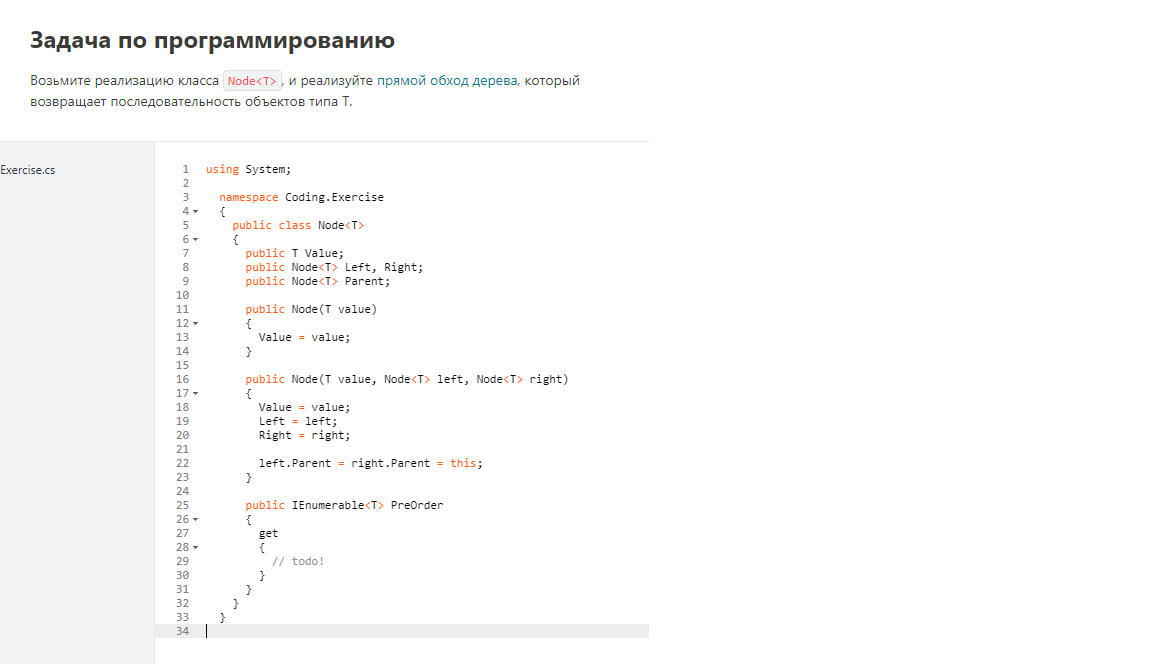 Задача по программированию
Возьмите реализацию класса Node<T>, и реализуйте прямой обход дерева, который
возвращает последовательность объектов типа T.
Exercise.cs
1 using System;
2
3 namespace Coding.Exercise
4 {
5 public class Node<T>
6 {
7 public T Value;
8 public Node<T> Left, Right;
9 public Node<T> Parent;
10
11 public Node(T value)
12 {
13 Value = value;
14 }
15
16 public Node(T value, Node<T> left, Node<T> right)
17 {
18 Value = value;
19 Left = left;
20 Right = right;
21
22 left.Parent = right.Parent = this;
23 }
24
25 public IEnumerable<T> PreOrder
26 {
27 get
28 {
29 // todo!
30 }
31 }
32 }
33 }
34